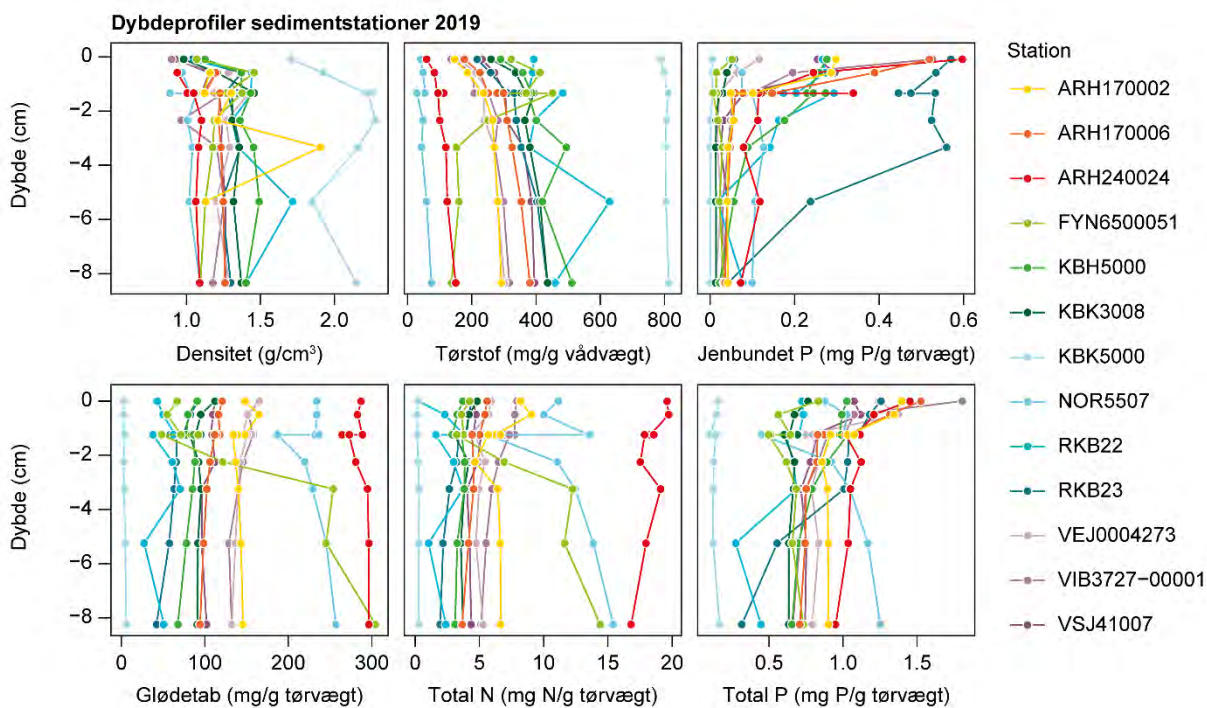 Dybdeprofiler sedimentstationer 2019
Dybde (cm)
0
−2
−4
−6
−8
1.0 1.5 2.0
Densitet (g/cm³)
0 200 400 600 800
Tørstof (mg/g vådvægt)
0 0.2 0.4 0.6
Jenbundet P (mg P/g tørvægt)
Dybde (cm)
0
−2
−4
−6
−8
0 100 200 300
Glødetab (mg/g tørvægt)
0 5 10 15 20
Total N (mg N/g tørvægt)
0.5 1.0 1.5
Total P (mg P/g tørvægt)
Station
ARH170002
ARH170006
ARH240024
FYN6500051
KBH5000
KBK3008
KBK5000
NOR5507
RKB22
RKB23
VEJ0004273
VIB3727−00001
VSJ41007